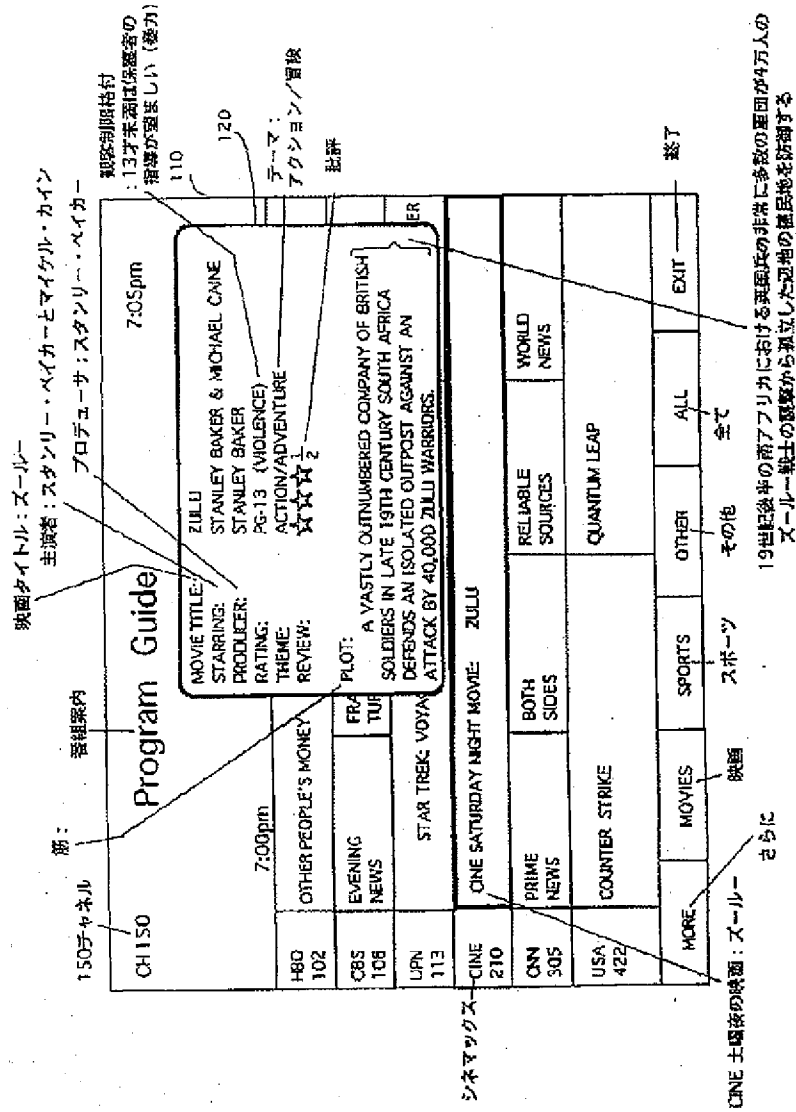 観客制限格付
:13才未満は保護者の
指導が望ましい (暴力)
映画タイトル:ズールー
主演者:スタンリー・ベイカーとマイケル・カイン
プロデューサ:スタンリー・ベイカー
110
120
テーマ:
アクション/冒険
批評
150チャネル
筋:
番組案内
CH 150
Program Guide
7:05pm
7:00pm
MOVIE TITLE: ZULU
STARRING: STANLEY BAKER & MICHAEL CAINE
PRODUCER: STANLEY BAKER
RATING: PG-13 (VIOLENCE)
THEME: ACTION/ADVENTURE
REVIEW: ☆☆☆ 1/2
PLOT:
A VASTLY OUTNUMBERED COMPANY OF BRITISH
SOLDIERS IN LATE 19TH CENTURY SOUTH AFRICA
DEFENDS AN ISOLATED OUTPOST AGAINST AN
ATTACK BY 40,000 ZULU WARRIORS.
HBO
102
OTHER PEOPLE'S MONEY
CBS
108
EVENING
NEWS
FRA
TUR
UPN
113
STAR TREK: VOYA
ER
シネマックス
CINE
210
CINE SATURDAY NIGHT MOVIE: ZULU
CNN
305
PRIME
NEWS
BOTH
SIDES
RELIABLE
SOURCES
WORLD
NEWS
USA
422
COUNTER STRIKE
QUANTUM LEAP
MORE
MOVIES
SPORTS
OTHER
ALL
EXIT
さらに
映画
スポーツ
その他
全て
終了
CINE 土曜夜の映画:ズールー
19世紀後半の南アフリカにおける英国兵の非常に多数の軍団が4万人の
ズールー戦士の襲撃から孤立した辺地の植民地を防御する